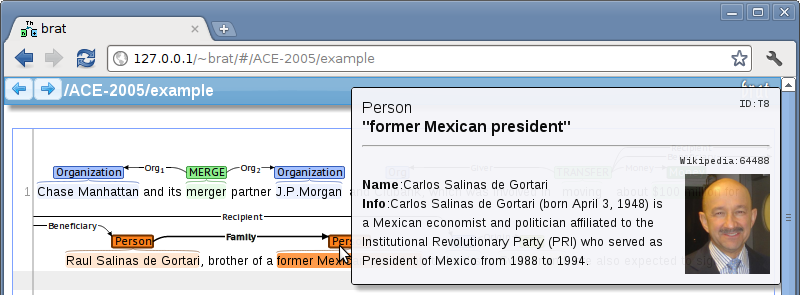 brat
127.0.0.1/~brat/#/ACE-2005/example
/ACE-2005/example
brat
Person ID:T8
"former Mexican president"
Wikipedia:64488
Name:Carlos Salinas de Gortari
Info:Carlos Salinas de Gortari (born April 3, 1948) is
a Mexican economist and politician affiliated to the
Institutional Revolutionary Party (PRI) who served as
President of Mexico from 1988 to 1994.
Organization Org1 MERGE Org2 Organization
1 Chase Manhattan and its merger partner J.P.Morgan
Recipient
Beneficiary
Person Family
Raul Salinas de Gortari, brother of a former